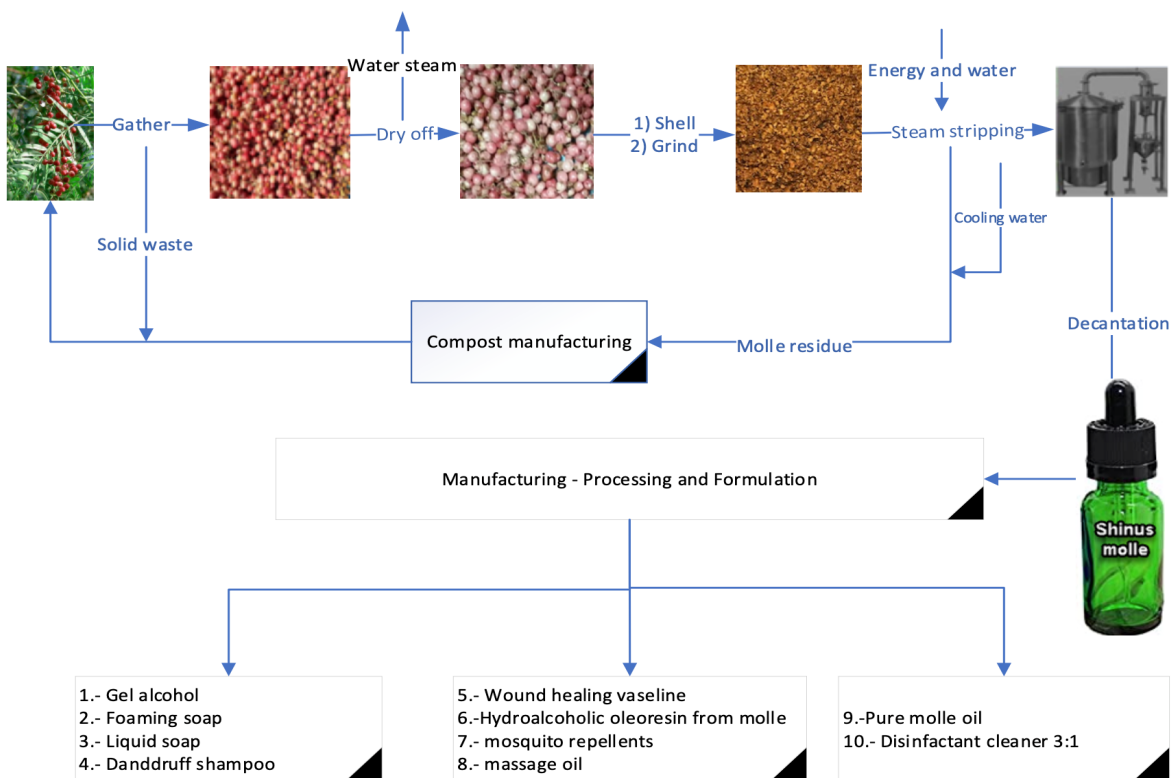 Water steam
Energy and water
Gather
Dry off
1) Shell
2) Grind
Steam stripping
Solid waste
Cooling water
Decantation
Compost manufacturing
Molle residue
Manufacturing - Processing and Formulation
Shinus
molle
1.- Gel alcohol
2.- Foaming soap
3.- Liquid soap
4.- Danddruff shampoo
5.- Wound healing vaseline
6.-Hydroalcoholic oleoresin from molle
7.- mosquito repellents
8.- massage oil
9.-Pure molle oil
10.- Disinfactant cleaner 3:1